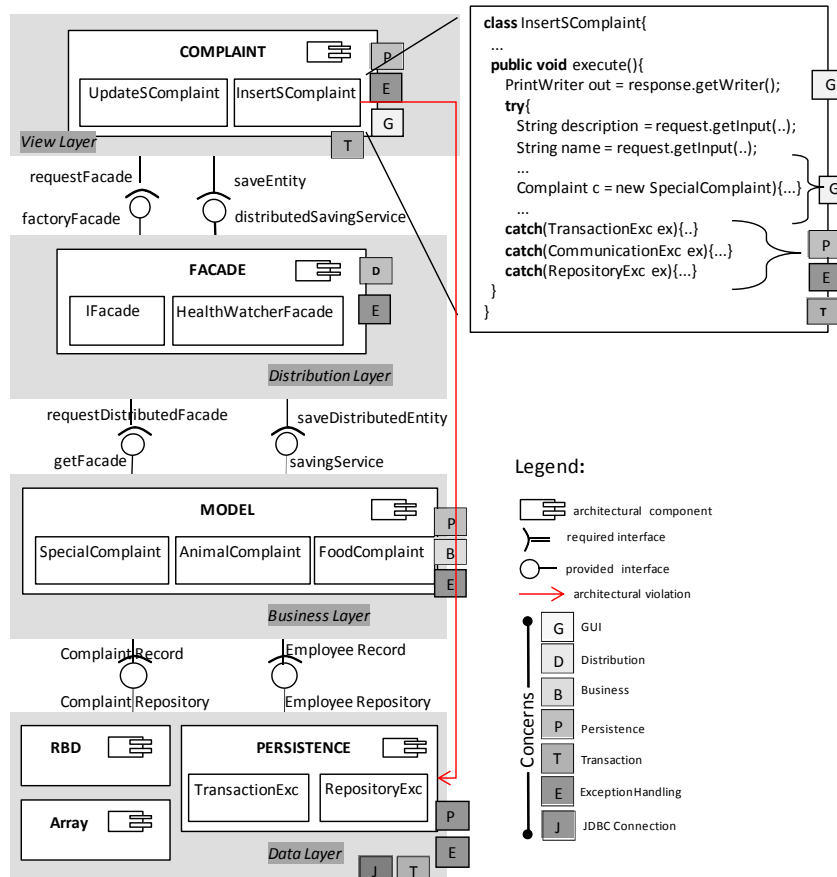 COMPLAINT
P
UpdateSComplaint
InsertSComplaint
E
G
View Layer
T
requestFacade
saveEntity
factoryFacade
distributedSavingService
FACADE
D
IFacade
HealthWatcherFacade
E
Distribution Layer
requestDistributedFacade
saveDistributedEntity
getFacade
savingService
MODEL
P
SpecialComplaint
AnimalComplaint
FoodComplaint
B
E
Business Layer
Complaint Record
Employee Record
Complaint Repository
Employee Repository
RBD
PERSISTENCE
TransactionExc
RepositoryExc
Array
P
E
Data Layer
J
T
class InsertSComplaint{
...
public void execute(){
PrintWriter out = response.getWriter();
G
try{
String description = request.getInput(..);
String name = request.getInput(..);
...
Complaint c = new SpecialComplaint){...}
G
...
catch(TransactionExc ex){..}
catch(CommunicationExc ex){...}
catch(RepositoryExc ex){...}
P
E
T
}
}
Legend:
architectural component
required interface
provided interface
architectural violation
Concerns
G GUI
D Distribution
B Business
P Persistence
T Transaction
E ExceptionHandling
J JDBC Connection